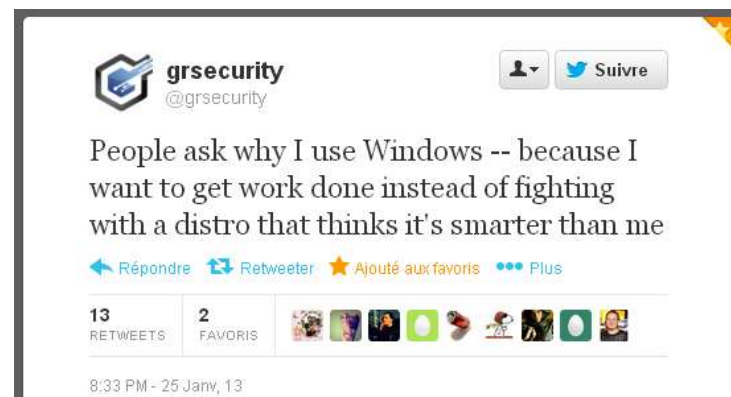 grsecurity
@grsecurity
Suivre
People ask why I use Windows -- because I
want to get work done instead of fighting
with a distro that thinks it's smarter than me
Répondre Retweeter Ajouté aux favoris Plus
13 2
RETWEETS FAVORIS
8:33 PM - 25 Janv, 13